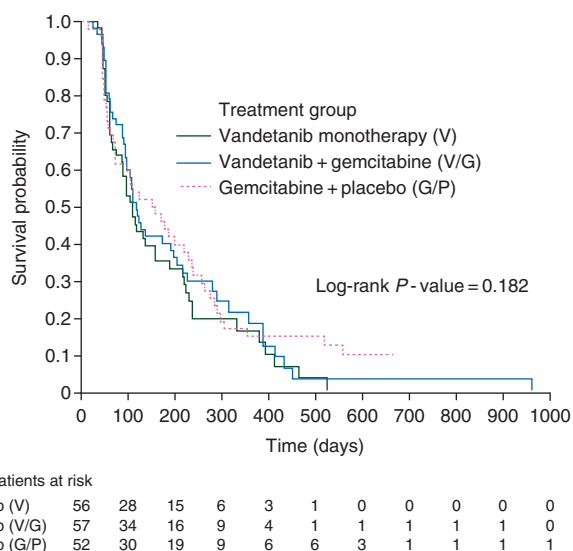 1.0
0.9
0.8
0.7
0.6
0.5
0.4
0.3
0.2
0.1
0
Survival probability
Treatment group
Vandetanib monotherapy (V)
Vandetanib + gemcitabine (V/G)
Gemcitabine + placebo (G/P)
Log-rank P-value = 0.182
0 100 200 300 400 500 600 700 800 900 1000
Time (days)
atients at risk
b (V) 56 28 15 6 3 1 0 0 0 0 0
b (V/G) 57 34 16 9 4 1 1 1 1 1 0
b (G/P) 52 30 19 9 6 6 3 1 1 1 1